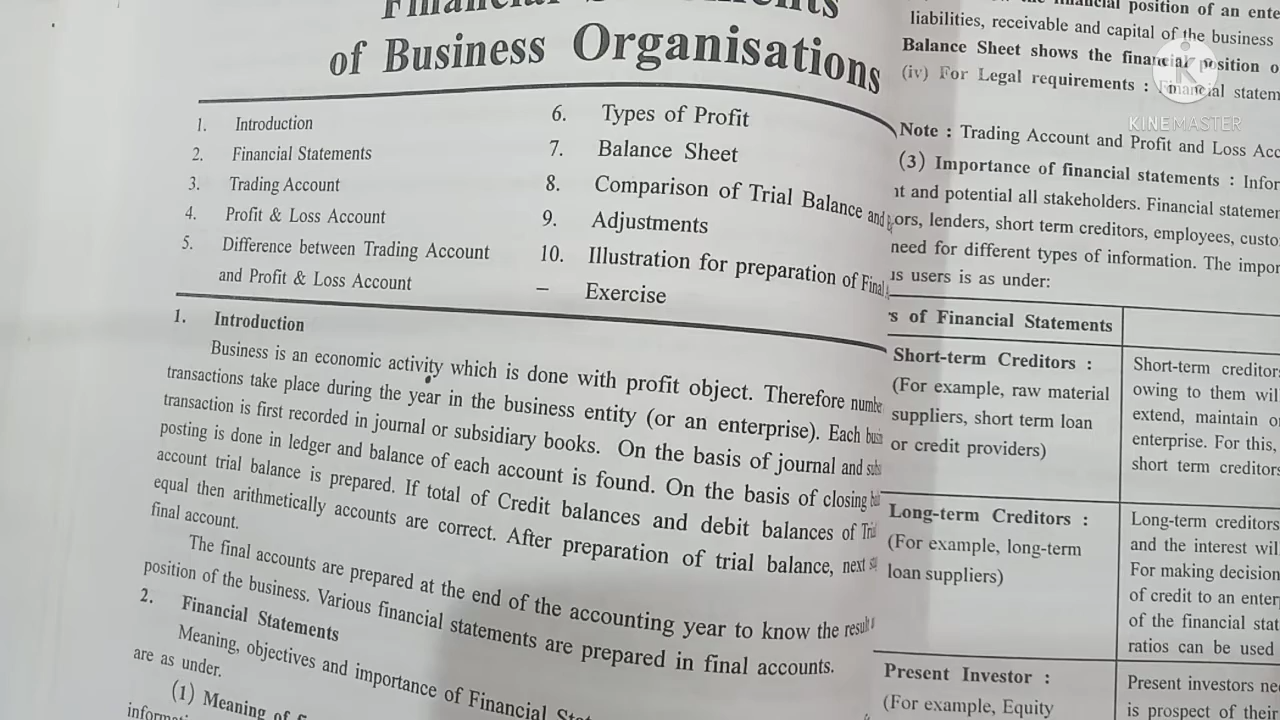 Financial Statements
of Business Organisations
1. Introduction
2. Financial Statements
3. Trading Account
4. Profit & Loss Account
5. Difference between Trading Account
and Profit & Loss Account
6. Types of Profit
7. Balance Sheet
8. Comparison of Trial Balance and
9. Adjustments
10. Illustration for preparation of Final
– Exercise
1. Introduction
Business is an economic activity which is done with profit object. Therefore
transactions take place during the year in the business entity (or an enterprise). Each
transaction is first recorded in journal or subsidiary books. On the basis of journal and
posting is done in ledger and balance of each account is found. On the basis of closing
account trial balance is prepared. If total of Credit balances and debit balances of
equal then arithmetically accounts are correct. After preparation of trial balance, next
final account.
The final accounts are prepared at the end of the accounting year to know the result
position of the business. Various financial statements are prepared in final accounts.
2. Financial Statements
Meaning, objectives and importance of Financial
are as under.
(1) Meaning of
position of an
liabilities, receivable and capital of the business
Balance Sheet shows the financial position
(iv) For Legal requirements : Financial
Note : Trading Account and Profit and Loss
(3) Importance of financial statements :
and potential all stakeholders. Financial
lenders, short term creditors, employees,
need for different types of information. The
users is as under:
of Financial Statements
Short-term Creditors :
(For example, raw material
suppliers, short term loan
or credit providers)
Short-term
owing to them
extend, maintain
enterprise. For this,
short term creditors
Long-term Creditors :
(For example, long-term
loan suppliers)
Long-term creditors
and the interest
For making
of credit to an
of the financial
ratios can be used
Present Investor :
(For example, Equity
Present investors
is prospect of their
KINEMASTER